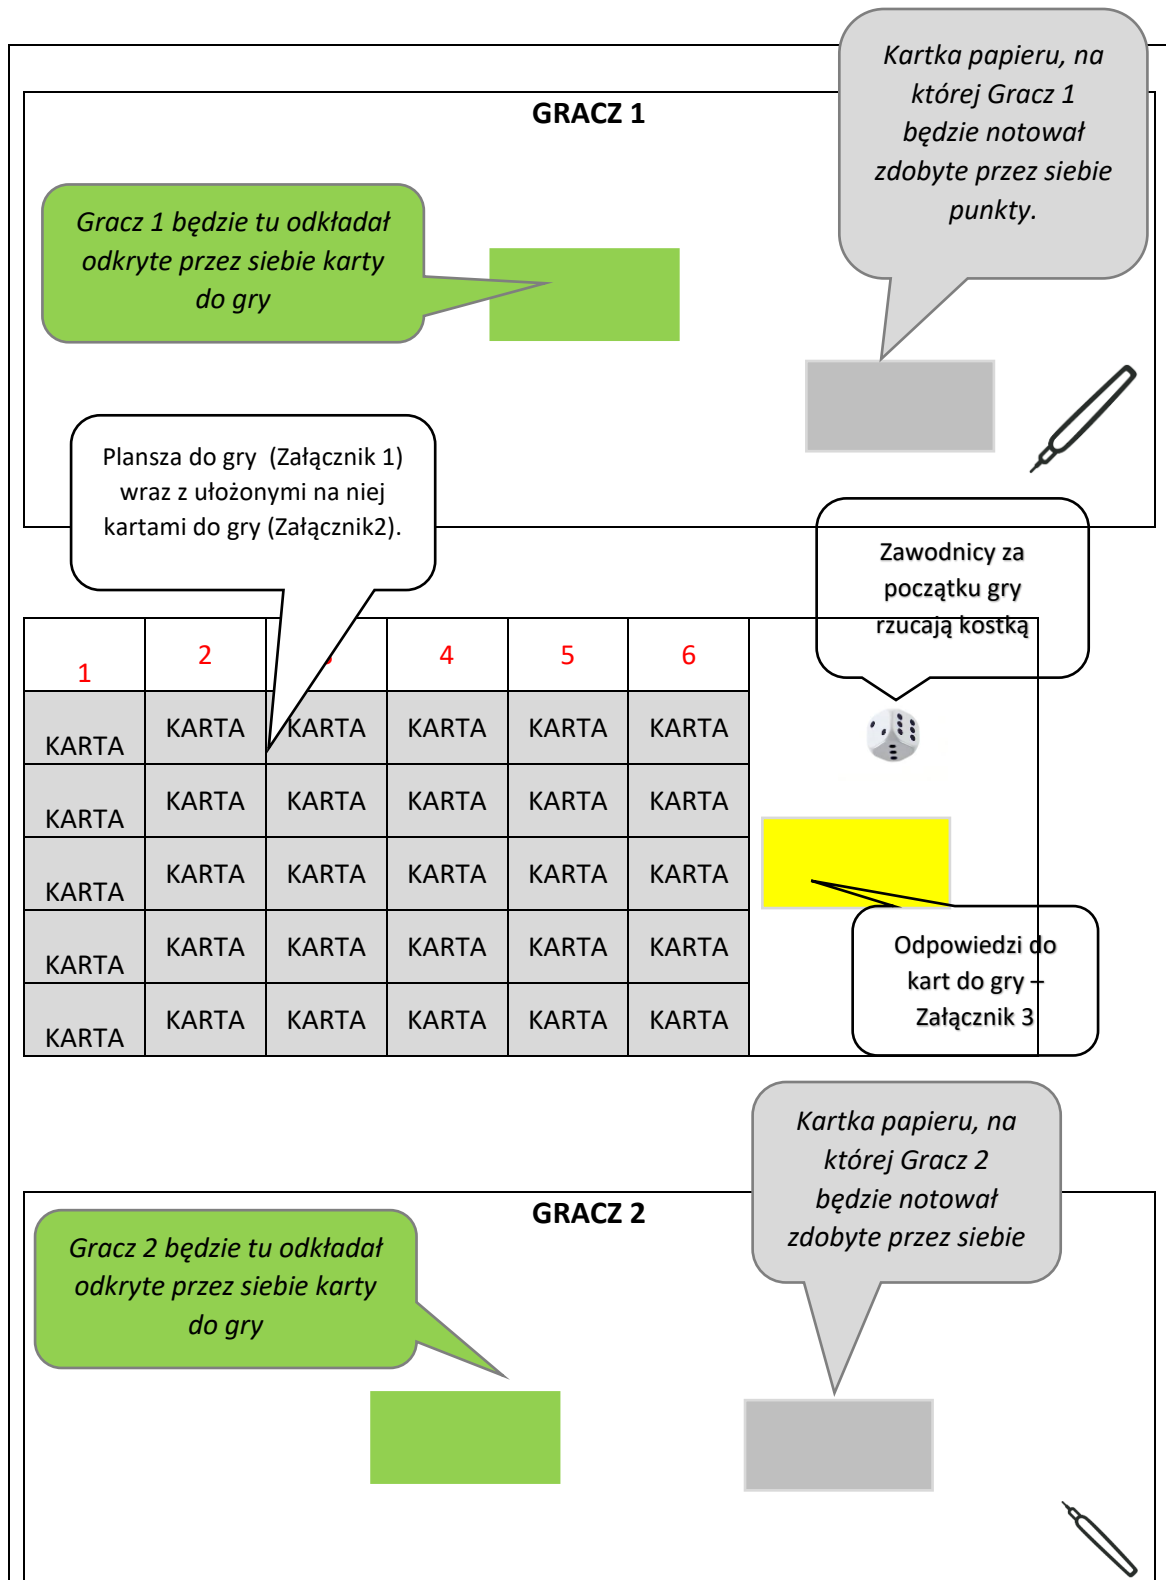 Kartka papieru, na
której Gracz 1
będzie notował
zdobyte przez siebie
punkty.
GRACZ 1
Gracz 1 będzie tu odkładał
odkryte przez siebie karty
do gry
Plansza do gry (Załącznik 1)
wraz z ułożonymi na niej
kartami do gry (Załącznik2).
Zawodnicy za
początku gry
rzucają kostką
1 2 4 5 6
KARTA KARTA KARTA KARTA KARTA KARTA
KARTA KARTA KARTA KARTA KARTA KARTA
KARTA KARTA KARTA KARTA KARTA KARTA
KARTA KARTA KARTA KARTA KARTA KARTA
KARTA KARTA KARTA KARTA KARTA KARTA
Odpowiedzi do
kart do gry –
Załącznik 3
Kartka papieru, na
której Gracz 2
będzie notował
zdobyte przez siebie
GRACZ 2
Gracz 2 będzie tu odkładał
odkryte przez siebie karty
do gry